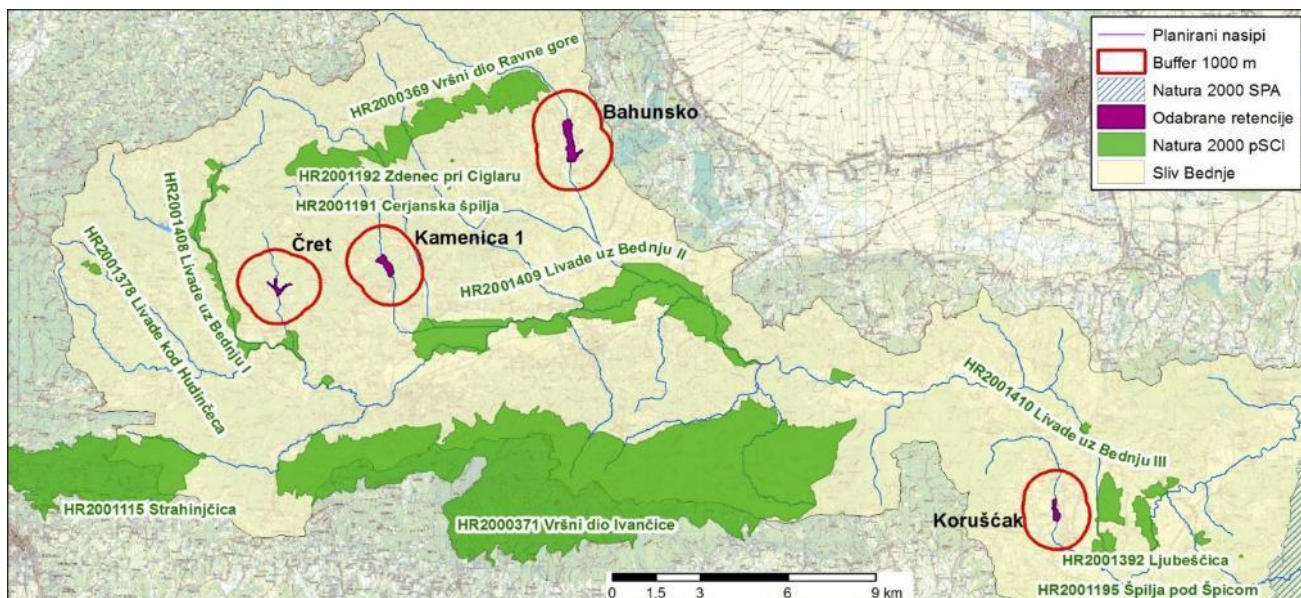 Planirani nasipi
Buffer 1000 m
Natura 2000 SPA
Odabrane retencije
Natura 2000 pSCI
Sliv Bednje
HR2000369 Vršni dio Ravne gore
Bahunsko
HR2001192 Zdenec pri Ciglaru
HR2001191 Cerjanska špilja
Čret
Kamenica 1
HR2001408 Livade uz Bednju I
HR2001409 Livade uz Bednju II
HR2001378 Livade kod Hudinčeca
HR2001410 Livade uz Bednju III
HR2001115 Strahinjčica
HR2000371 Vršni dio Ivančice
Korušćak
HR2001392 Ljubeščica
HR2001195 Špilja pod Špicom
0 1.5 3 6 9 km